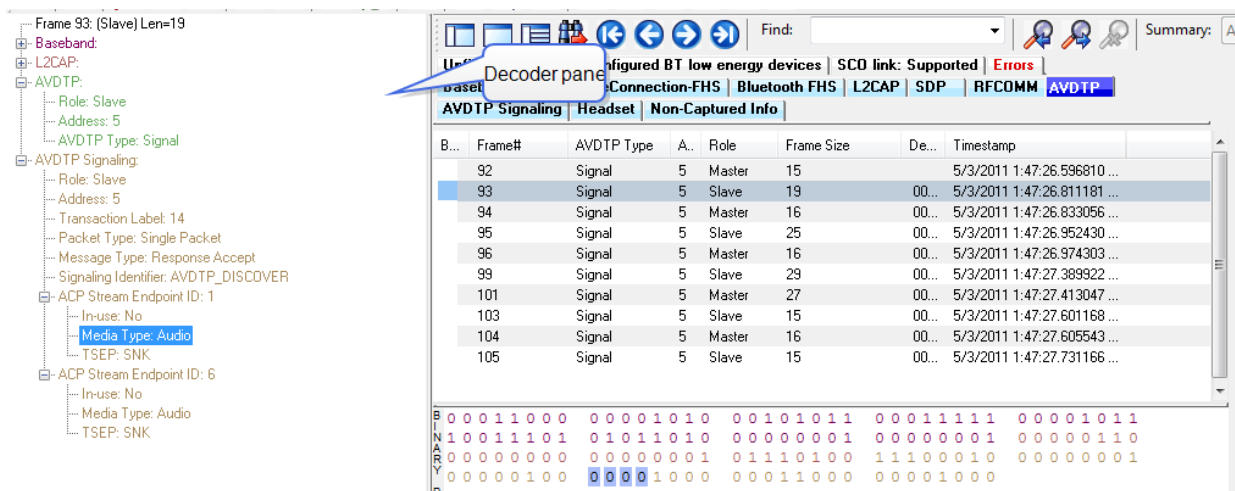 Frame 93: (Slave) Len=19
Baseband:
L2CAP:
AVDTP:
Role: Slave
Address: 5
AVDTP Type: Signal
AVDTP Signaling:
Role: Slave
Address: 5
Transaction Label: 14
Packet Type: Single Packet
Message Type: Response Accept
Signaling Identifier: AVDTP_DISCOVER
ACP Stream Endpoint ID: 1
In-use: No
Media Type: Audio
TSEP: SNK
ACP Stream Endpoint ID: 6
In-use: No
Media Type: Audio
TSEP: SNK
Decoder pane
Find: Summary: A
nfigured BT low energy devices SCO link: Supported Errors
Connection-FHS Bluetooth FHS L2CAP SDP RFCOMM AVDTP
AVDTP Signaling Headset Non-Captured Info
B... Frame# AVDTP Type A.. Role Frame Size De... Timestamp
92 Signal 5 Master 15 5/3/2011 1:47:26.596810 ...
93 Signal 5 Slave 19 00... 5/3/2011 1:47:26.811181 ...
94 Signal 5 Master 16 00... 5/3/2011 1:47:26.833056 ...
95 Signal 5 Slave 25 00... 5/3/2011 1:47:26.952430 ...
96 Signal 5 Master 16 00... 5/3/2011 1:47:26.974303 ...
99 Signal 5 Slave 29 00... 5/3/2011 1:47:27.389922 ...
101 Signal 5 Master 27 00... 5/3/2011 1:47:27.413047 ...
103 Signal 5 Slave 15 00... 5/3/2011 1:47:27.601168 ...
104 Signal 5 Master 16 00... 5/3/2011 1:47:27.605543 ...
105 Signal 5 Slave 15 00... 5/3/2011 1:47:27.731166 ...
BINARY
00011000 00001010 00101011 00011111 00001011
10011101 01011010 00000001 00000001 00000110
00000000 00000001 01110100 11100010 00000001
00000100 00001000 00011000 00001000